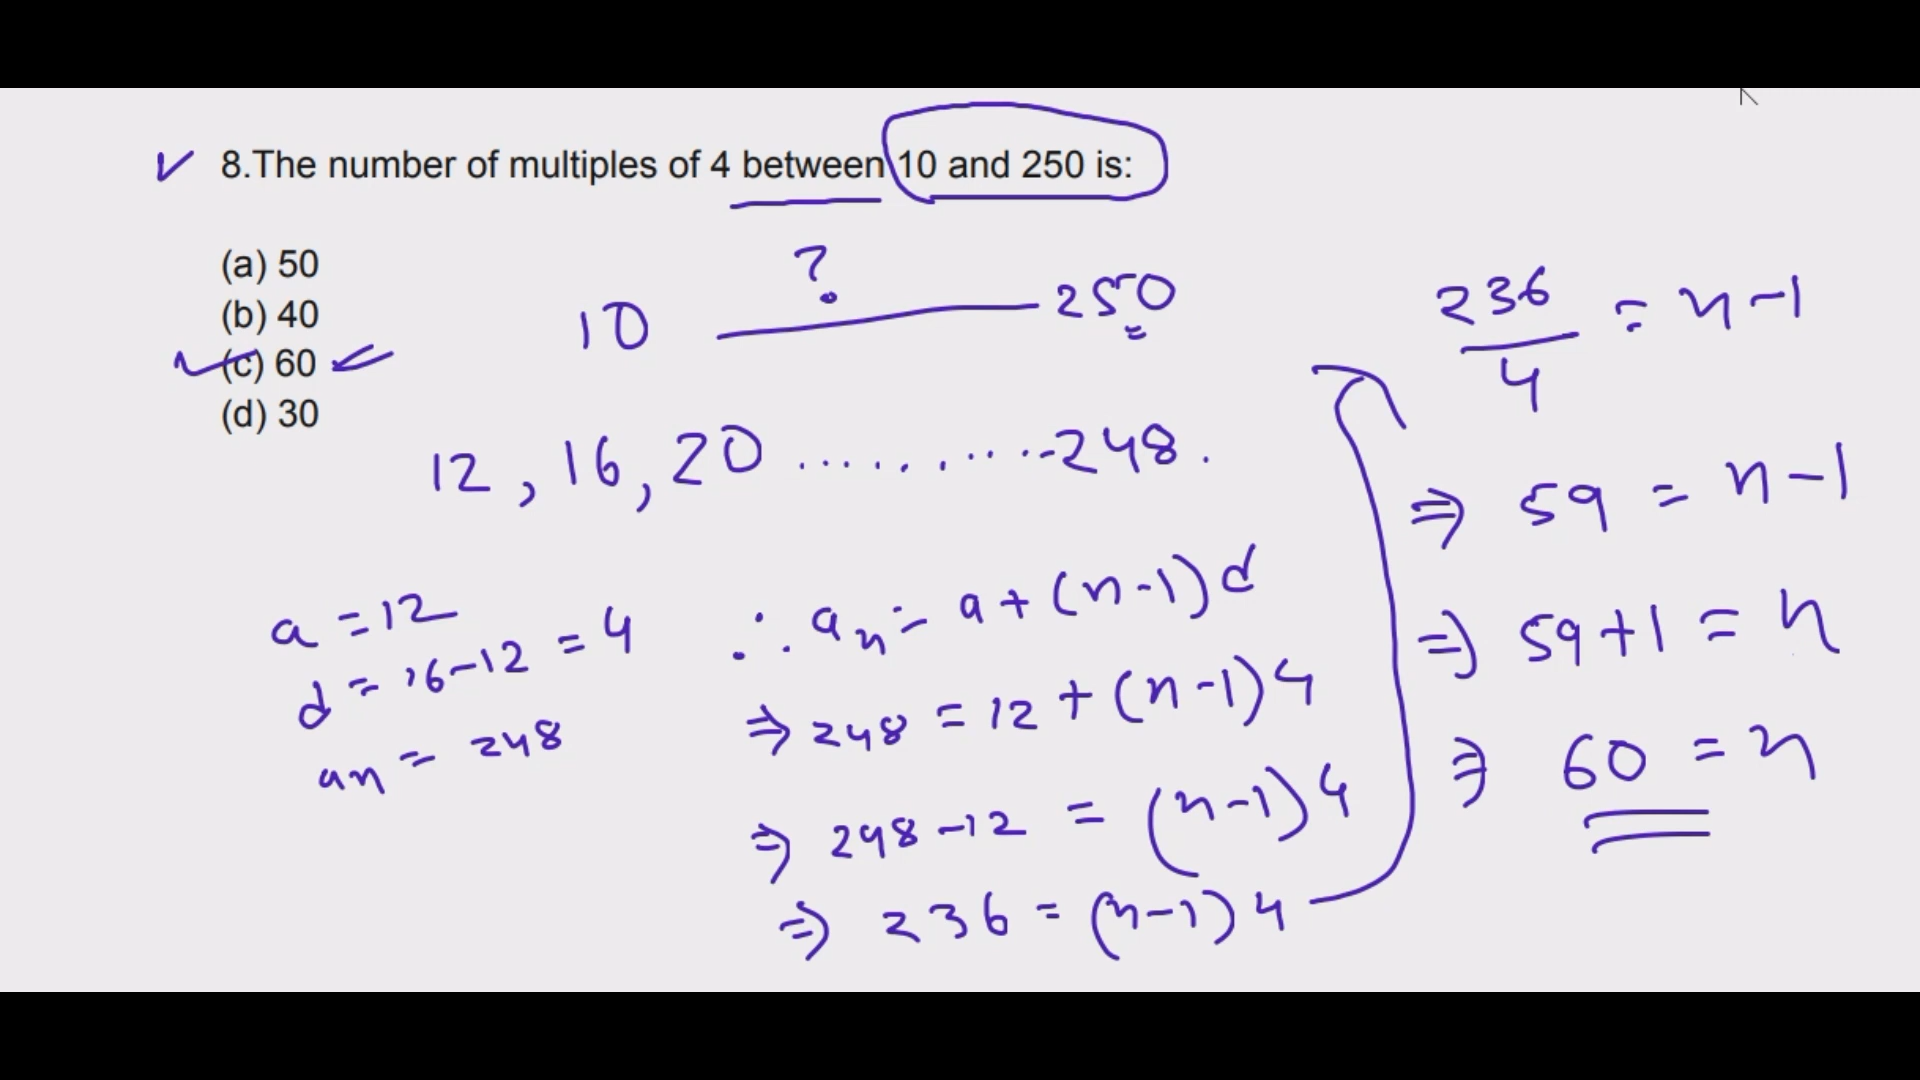 8.The number of multiples of 4 between 10 and 250 is:
(a) 50
(b) 40
(c) 60
(d) 30
?
10 250
12, 16, 20 ..........248.
a = 12
d = 16-12 = 4
an = 248
∴ an = a + (n-1)d
⇒ 248 = 12 + (n-1)4
⇒ 248-12 = (n-1)4
⇒ 236 = (n-1)4
236/4 = n-1
⇒ 59 = n-1
⇒ 59+1 = n
⇒ 60 = n